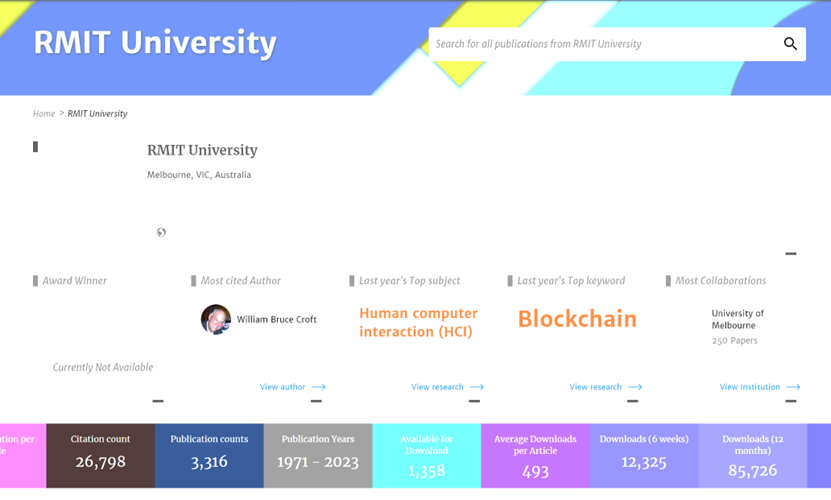 RMIT University
Search for all publications from RMIT University
Home > RMIT University
RMIT University
Melbourne, VIC, Australia
Award Winner
Currently Not Available
Most cited Author
William Bruce Croft
View author
Last year's Top subject
Human computer
interaction (HCI)
View research
Last year's Top keyword
Blockchain
View research
Most Collaborations
University of
Melbourne
250 Papers
View Institution
Citation count
26,798
Publication counts
3,316
Publication Years
1971 - 2023
Available for
Download
1,358
Average Downloads
per Article
493
Downloads (6 weeks)
12,325
Downloads (12
months)
85,726